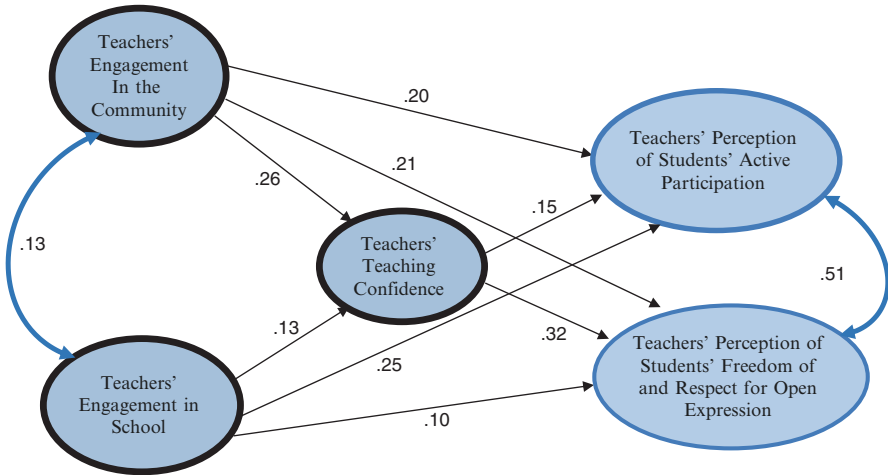 Teachers’
Engagement
In the
Community
.20
Teachers’ Perception
of Students’ Active
Participation
.21
.26
.15
.13
Teachers’
Teaching
Confidence
.51
.13
.32
.25
Teachers’ Perception of
Students’ Freedom of
and Respect for Open
Expression
Teachers’
Engagement in
School
.10